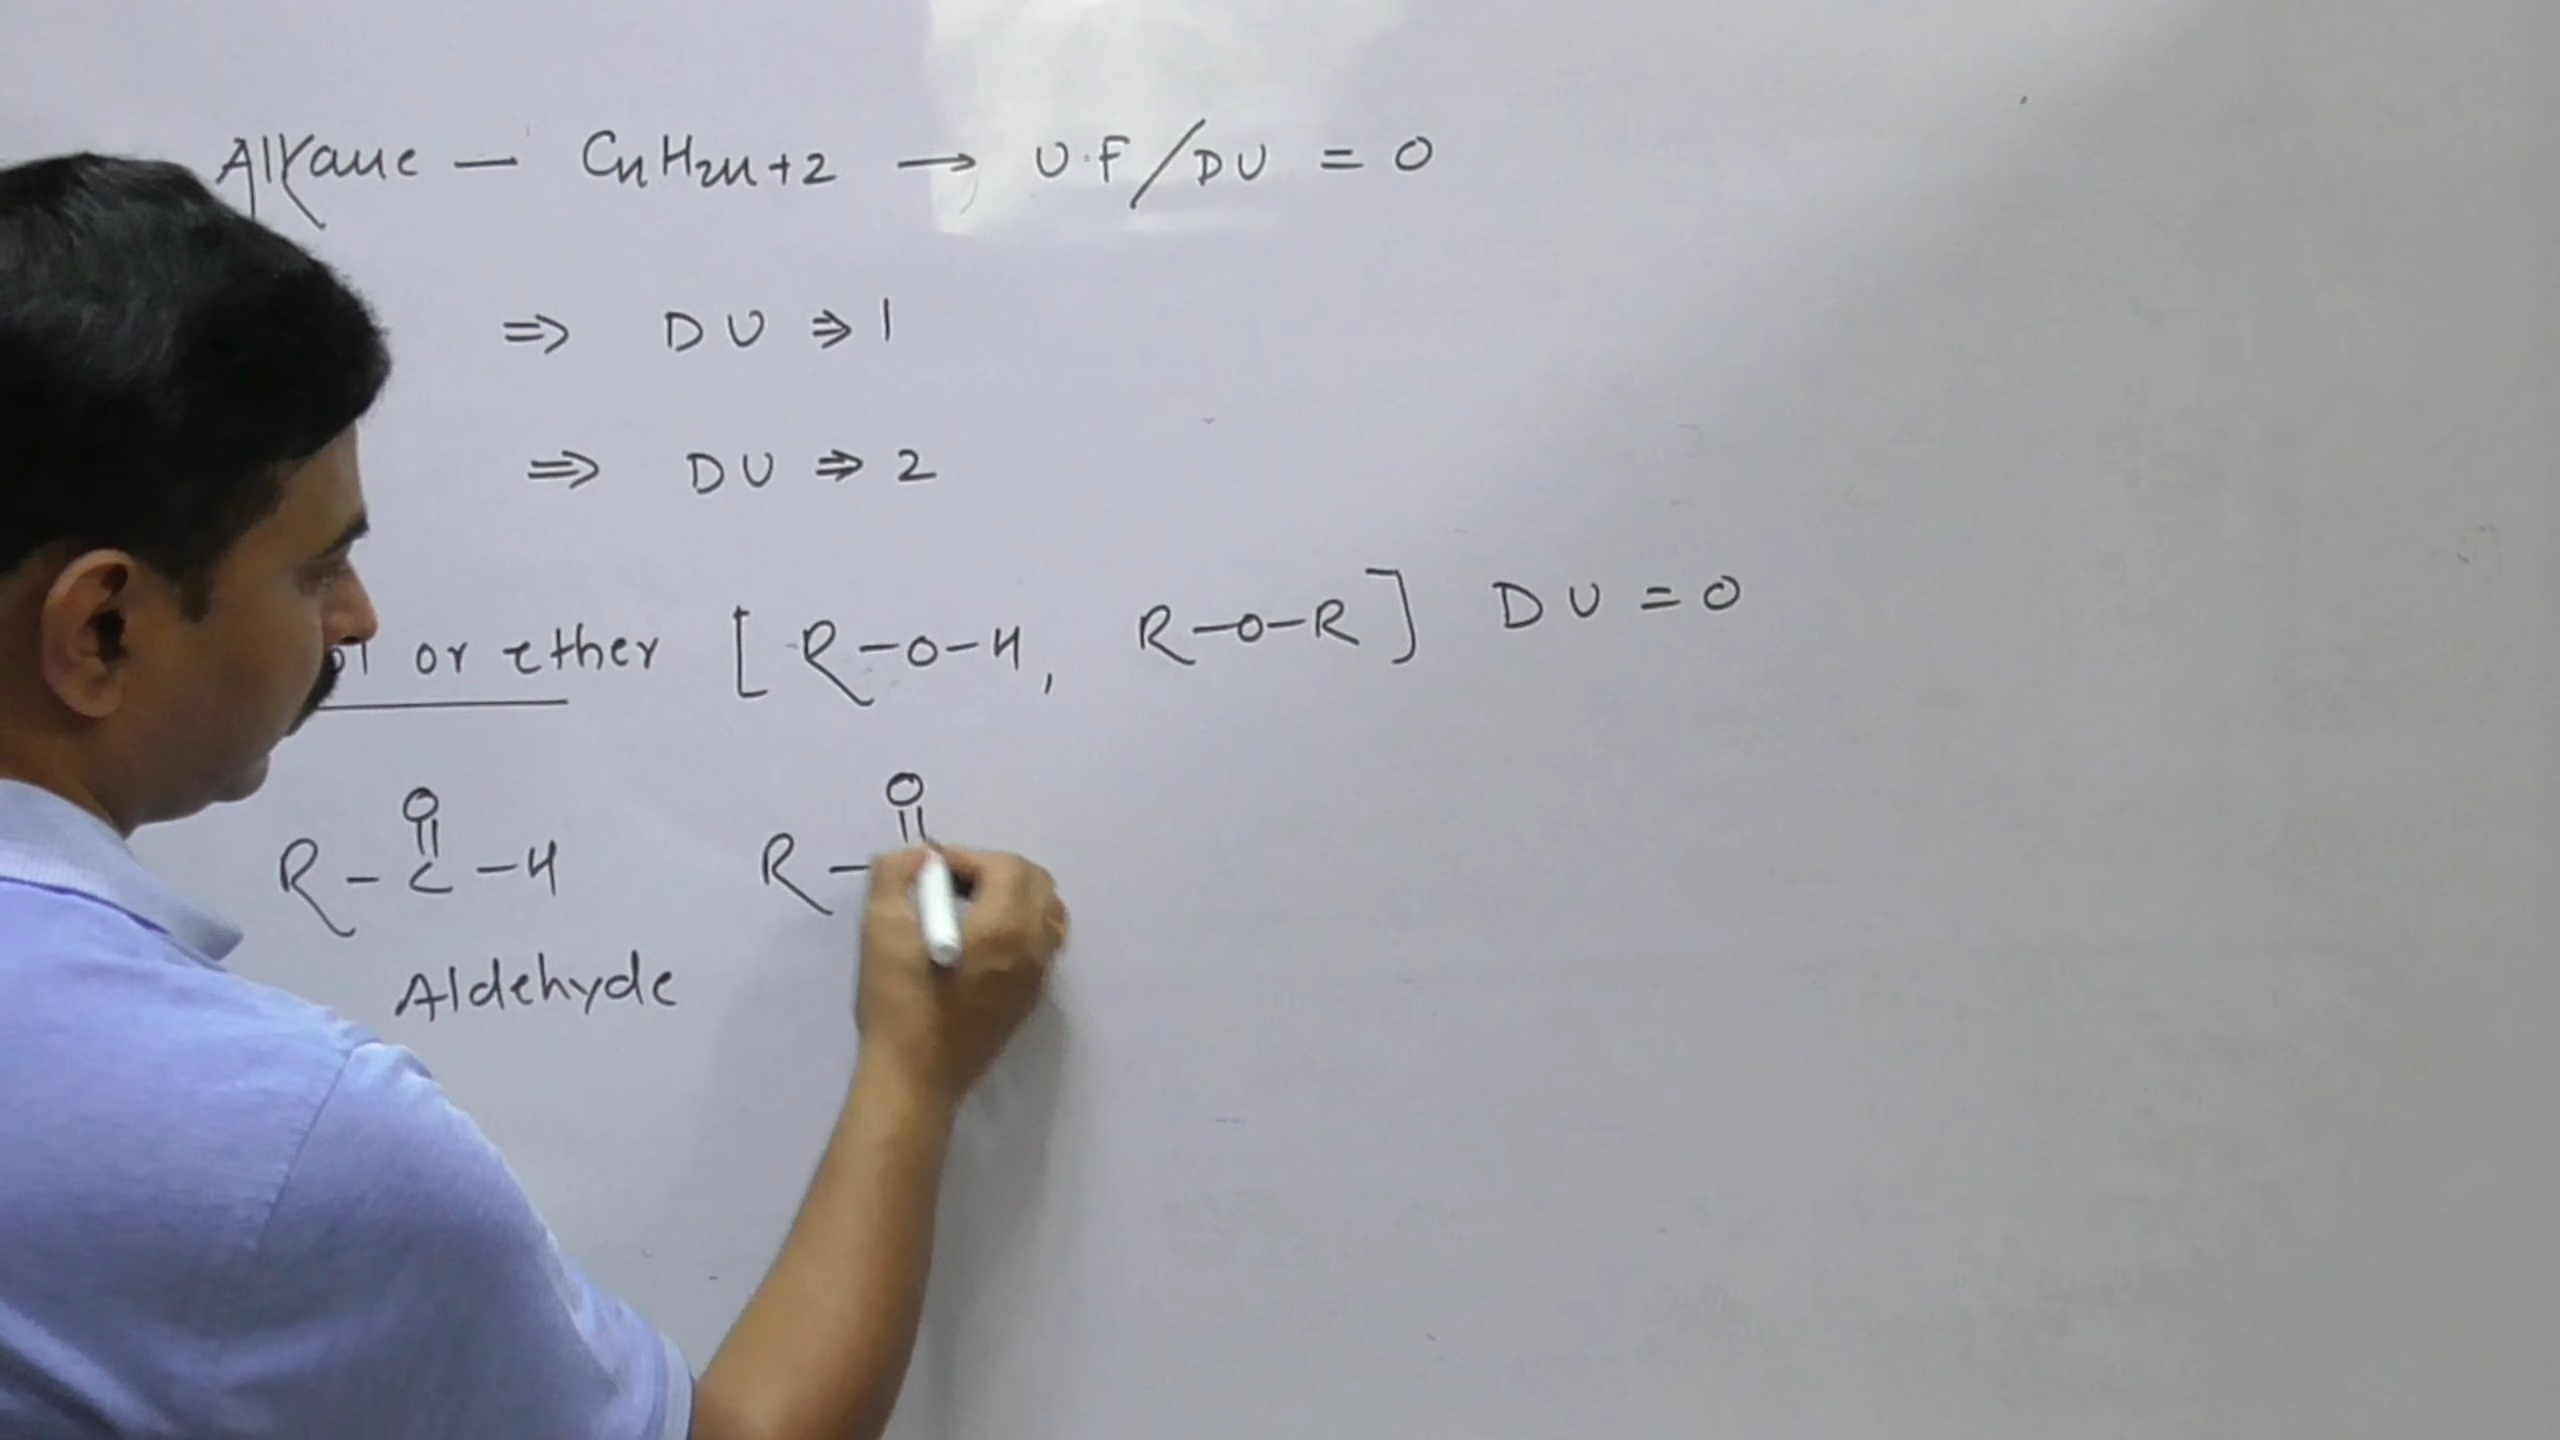 Alkane — CnH2n+2 → U.F/DU = 0
⇒ DU ⇒ 1
⇒ DU ⇒ 2
or ether [R-O-H, R-O-R] DU = 0
O O
|| ||
R-C-H R-
Aldehyde